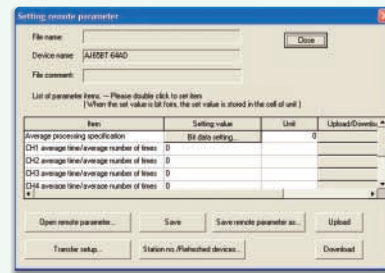 Setting remote parameter
File name:
Close
Device name: AJ65BT-64AD
File comment:
List of parameter items. -- Please double click to set item
[ When the set value is bit form, the set value is stored in the cell of unit ]
Item Setting value Unit Upload/Downlo
Average processing specification Bit data setting... 0
CH1 average time/average number of times 0
CH2 average time/average number of times 0
CH3 average time/average number of times 0
CH4 average time/average number of times 0
Open remote parameter... Save Save remote parameter as... Upload
Transfer setup... Station no./Refreshed devices... Download